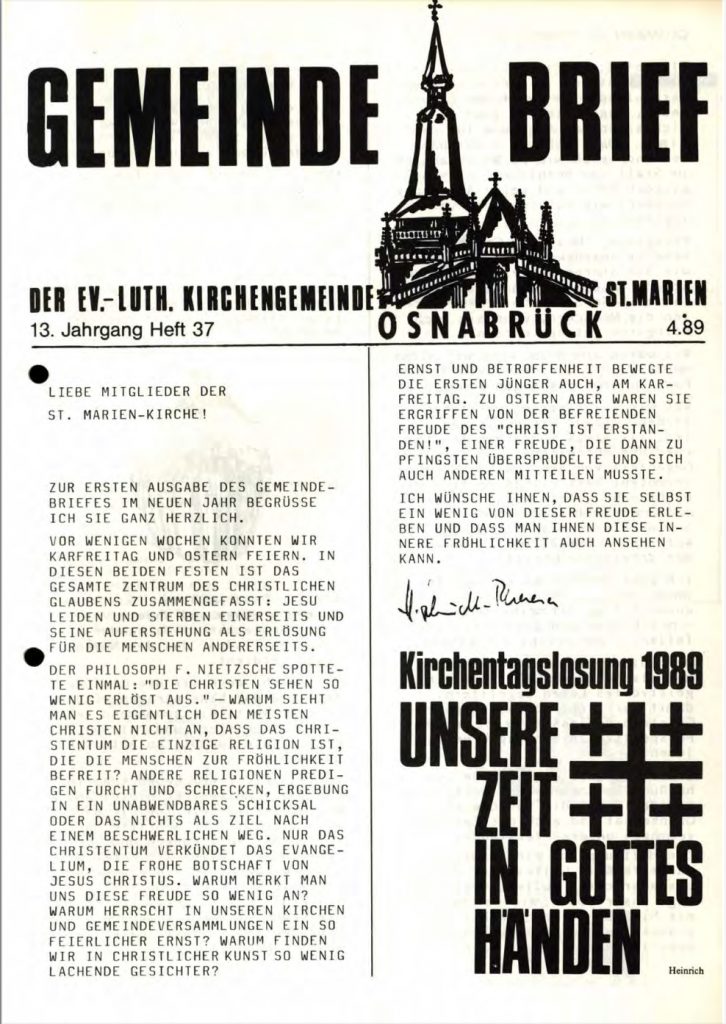 GEMEINDE BRIEF
DER EV.-LUTH. KIRCHENGEMEINDE ST.MARIEN
13. Jahrgang Heft 37 OSNABRÜCK 4.89
LIEBE MITGLIEDER DER
ST. MARIEN-KIRCHE!
ZUR ERSTEN AUSGABE DES GEMEINDE-
BRIEFES IM NEUEN JAHR BEGRÜSSE
ICH SIE GANZ HERZLICH.
VOR WENIGEN WOCHEN KONNTEN WIR
KARFREITAG UND OSTERN FEIERN. IN
DIESEN BEIDEN FESTEN IST DAS
GESAMTE ZENTRUM DES CHRISTLICHEN
GLAUBENS ZUSAMMENGEFASST: JESU
LEIDEN UND STERBEN EINERSEITS UND
SEINE AUFERSTEHUNG ALS ERLÖSUNG
FÜR DIE MENSCHEN ANDERERSEITS.
DER PHILOSOPH F. NIETZSCHE SPOTTE-
TE EINMAL: "DIE CHRISTEN SEHEN SO
WENIG ERLÖST AUS." – WARUM SIEHT
MAN ES EIGENTLICH DEN MEISTEN
CHRISTEN NICHT AN, DASS DAS CHRI-
STENTUM DIE EINZIGE RELIGION IST,
DIE DIE MENSCHEN ZUR FRÖHLICHKEIT
BEFREIT? ANDERE RELIGIONEN PREDI-
GEN FURCHT UND SCHRECKEN, ERGEBUNG
IN EIN UNABWENDBARES SCHICKSAL
ODER DAS NICHTS ALS ZIEL NACH
EINEM BESCHWERLICHEN WEG. NUR DAS
CHRISTENTUM VERKÜNDET DAS EVANGE-
LIUM, DIE FROHE BOTSCHAFT VON
JESUS CHRISTUS. WARUM MERKT MAN
UNS DIESE FREUDE SO WENIG AN?
WARUM HERRSCHT IN UNSEREN KIRCHEN
UND GEMEINDEVERSAMMLUNGEN EIN SO
FEIERLICHER ERNST? WARUM FINDEN
WIR IN CHRISTLICHER KUNST SO WENIG
LACHENDE GESICHTER?
ERNST UND BETROFFENHEIT BEWEGTE
DIE ERSTEN JÜNGER AUCH, AM KAR-
FREITAG. ZU OSTERN ABER WAREN SIE
ERGRIFFEN VON DER BEFREIENDEN
FREUDE DES "CHRIST IST ERSTAN-
DEN!", EINER FREUDE, DIE DANN ZU
PFINGSTEN ÜBERSPRUDELTE UND SICH
AUCH ANDEREN MITTEILEN MUSSTE.
ICH WÜNSCHE IHNEN, DASS SIE SELBST
EIN WENIG VON DIESER FREUDE ERLE-
BEN UND DASS MAN IHNEN DIESE IN-
NERE FRÖHLICHKEIT AUCH ANSEHEN
KANN.
Kirchentagslosung 1989
UNSERE
ZEIT
IN GOTTES
HÄNDEN
Heinrich